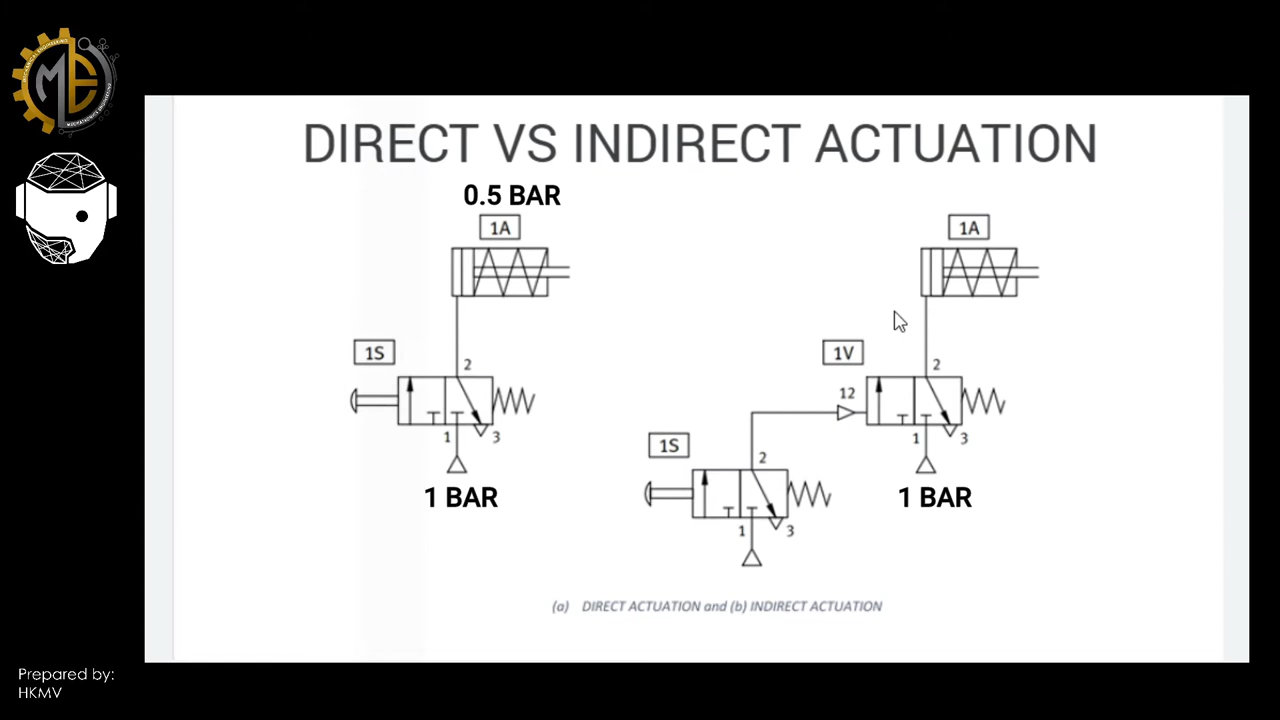 DIRECT VS INDIRECT ACTUATION
0.5 BAR
1A
1A
1S
2
1V
2
12
1
3
1
3
1S
2
1 BAR
1 BAR
1
3
(a) DIRECT ACTUATION and (b) INDIRECT ACTUATION
Prepared by:
HKMV